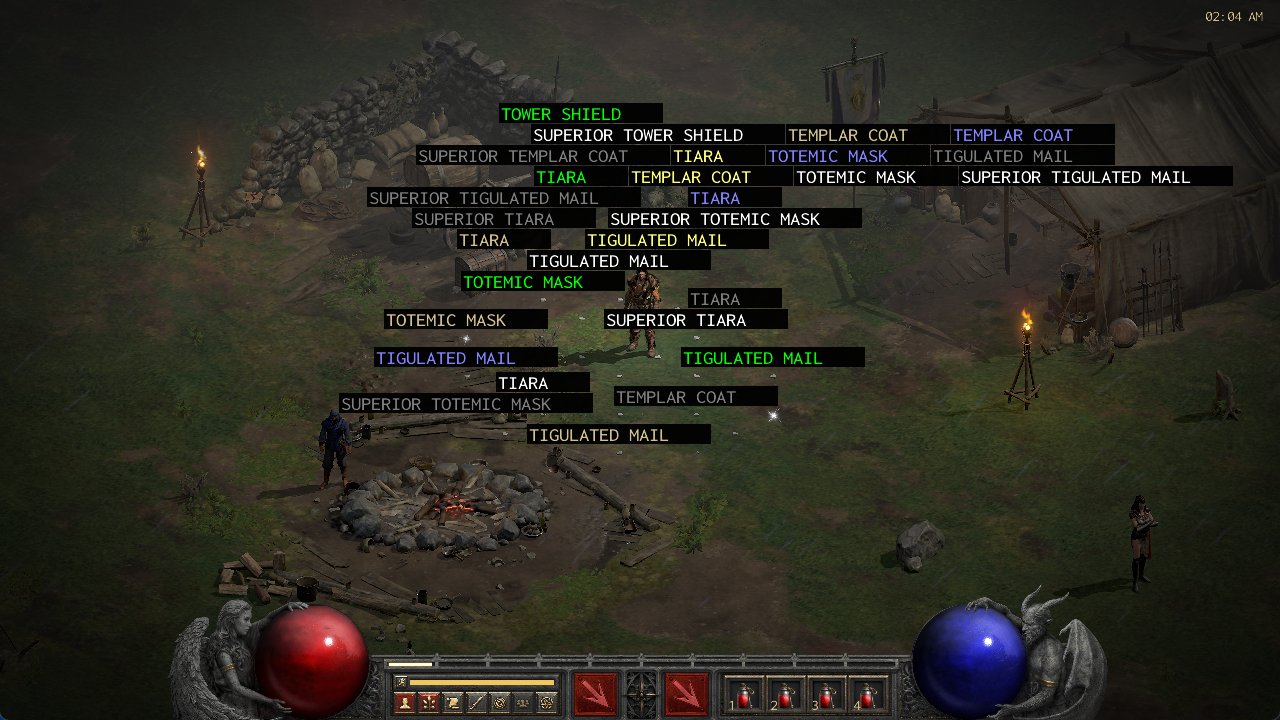 02:04 AM
TOWER SHIELD
SUPERIOR TOWER SHIELD TEMPLAR COAT TEMPLAR COAT
SUPERIOR TEMPLAR COAT TIARA TOTEMIC MASK TIGULATED MAIL
TIARA TEMPLAR COAT TOTEMIC MASK SUPERIOR TIGULATED MAIL
SUPERIOR TIGULATED MAIL TIARA
SUPERIOR TIARA SUPERIOR TOTEMIC MASK
TIARA TIGULATED MAIL
TIGULATED MAIL
TOTEMIC MASK
TIARA
TOTEMIC MASK SUPERIOR TIARA
TIGULATED MAIL TIGULATED MAIL
TIARA
SUPERIOR TOTEMIC MASK TEMPLAR COAT
TIGULATED MAIL
1 2 3 4